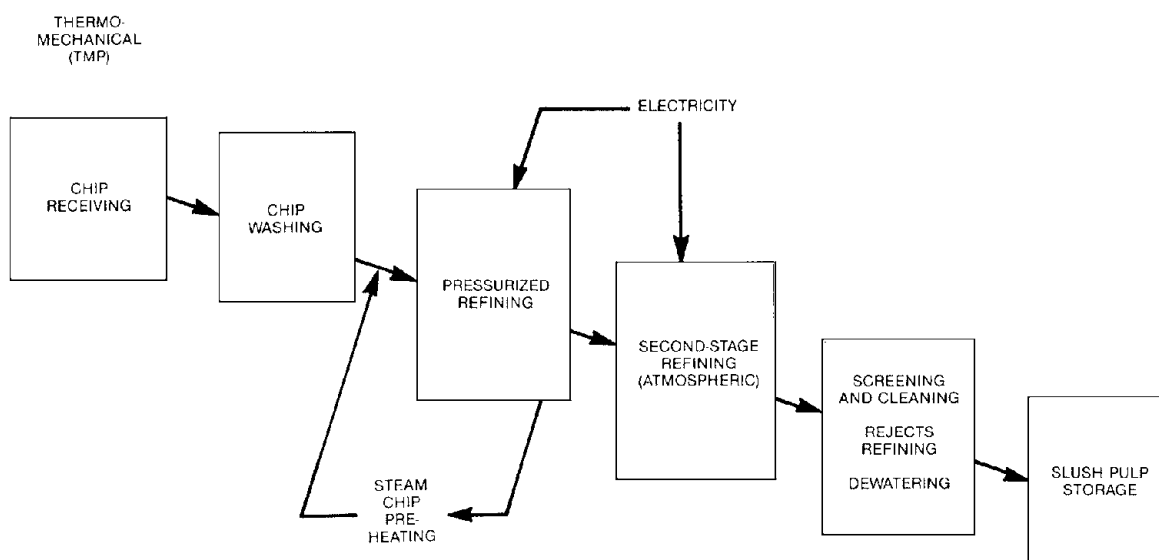 THERMO-
MECHANICAL
(TMP)
ELECTRICITY
CHIP
RECEIVING
CHIP
WASHING
PRESSURIZED
REFINING
SECOND-STAGE
REFINING
(ATMOSPHERIC)
SCREENING
AND CLEANING
REJECTS
REFINING
DEWATERING
SLUSH PULP
STORAGE
STEAM
CHIP
PRE-
HEATING